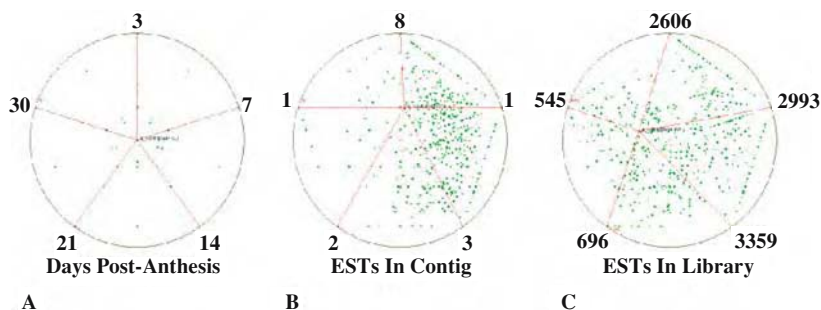 3
30
7
21
14
Days Post-Anthesis
A
8
1
1
2
3
ESTs In Contig
B
2606
545
2993
696
3359
ESTs In Library
C